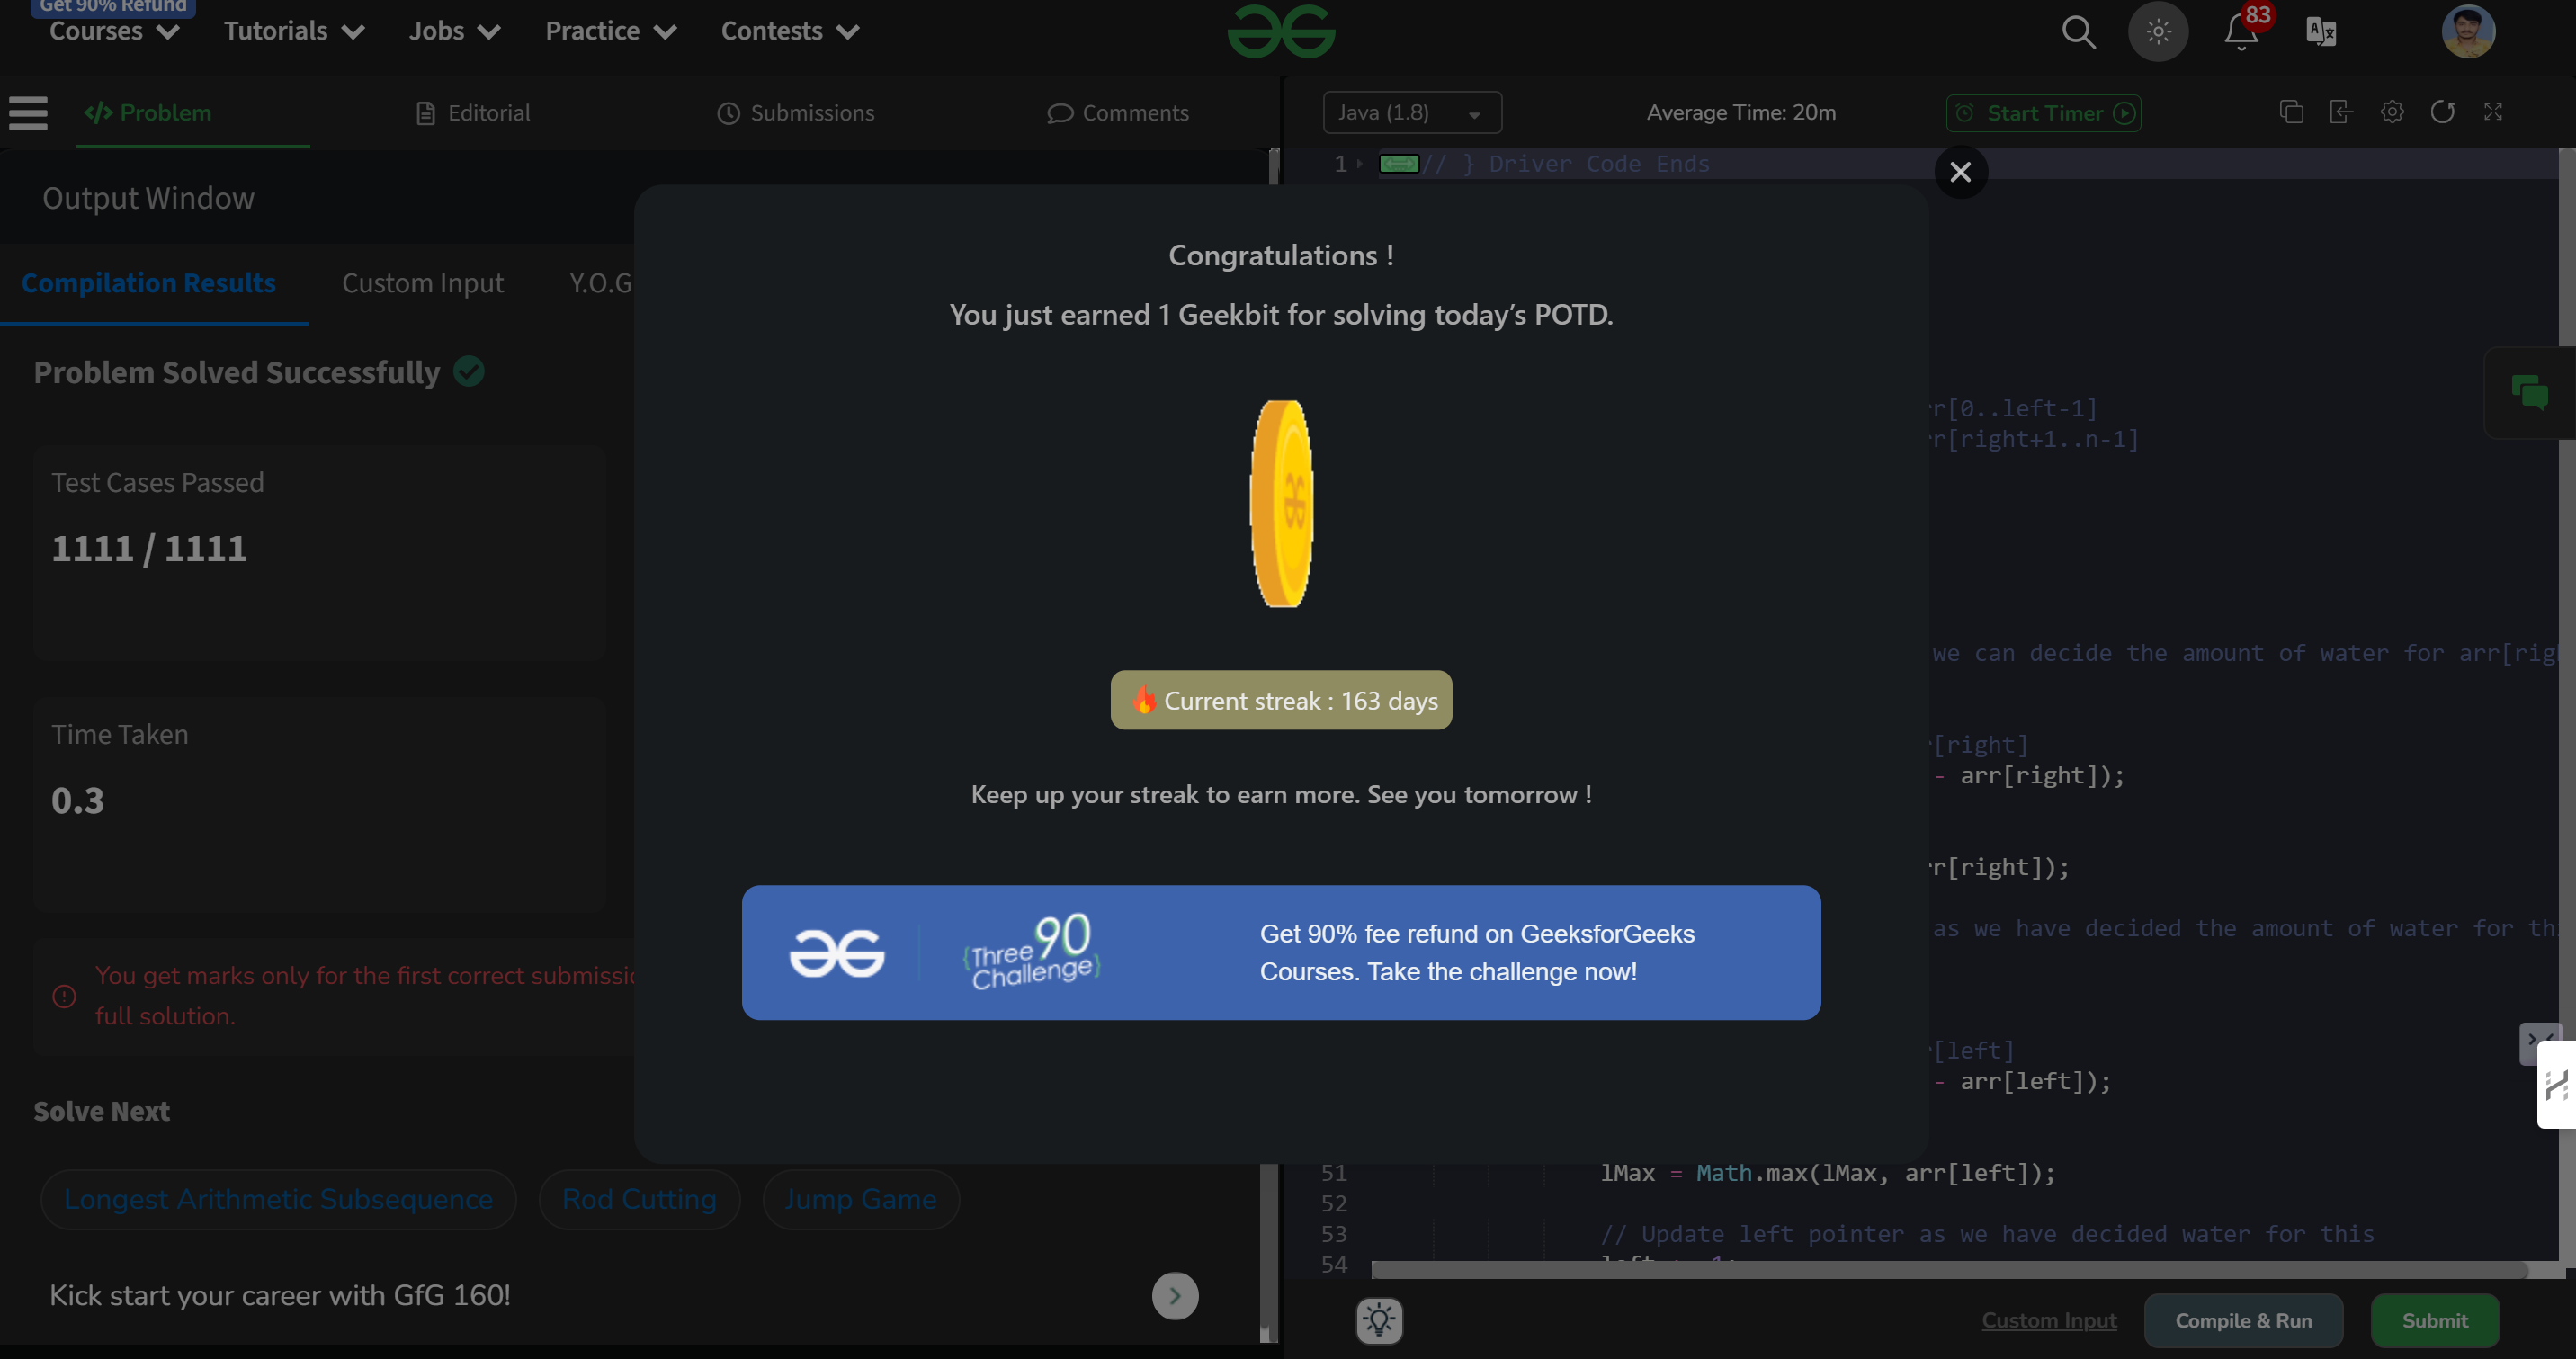 Get 90% Refund
Courses
Tutorials
Jobs
Practice
Contests
83
Problem
Editorial
Submissions
Comments
Java (1.8)
Average Time: 20m
Start Timer
Output Window
Compilation Results
Custom Input
Y.O.G
Problem Solved Successfully
Test Cases Passed
1111 / 1111
Time Taken
0.3
You get marks only for the first correct submissio
full solution.
Solve Next
Longest Arithmetic Subsequence
Rod Cutting
Jump Game
Kick start your career with GfG 160!
Congratulations !
You just earned 1 Geekbit for solving today's POTD.
Current streak : 163 days
Keep up your streak to earn more. See you tomorrow !
{Three 90
Challenge}
Get 90% fee refund on GeeksforGeeks
Courses. Take the challenge now!
1 // } Driver Code Ends
r[0..left-1]
r[right+1..n-1]
we can decide the amount of water for arr[rig
[right]
- arr[right]);
r[right]);
as we have decided the amount of water for th
[left]
- arr[left]);
51 lMax = Math.max(lMax, arr[left]);
52
53 // Update left pointer as we have decided water for this
54
Custom Input
Compile & Run
Submit